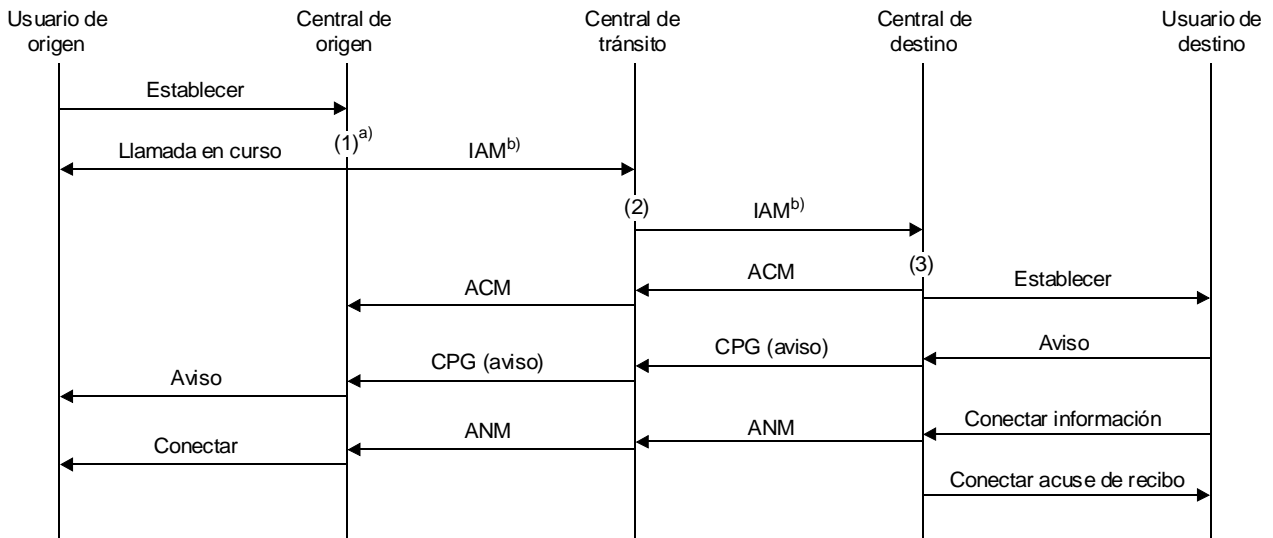 Usuario de
origen
Central de
origen
Central de
tránsito
Central de
destino
Usuario de
destino
Establecer
(1)a)
Llamada en curso
IAMb)
(2)
IAMb)
(3)
ACM
Establecer
ACM
Aviso
CPG (aviso)
CPG (aviso)
Aviso
Conectar información
ANM
ANM
Conectar
Conectar acuse de recibo